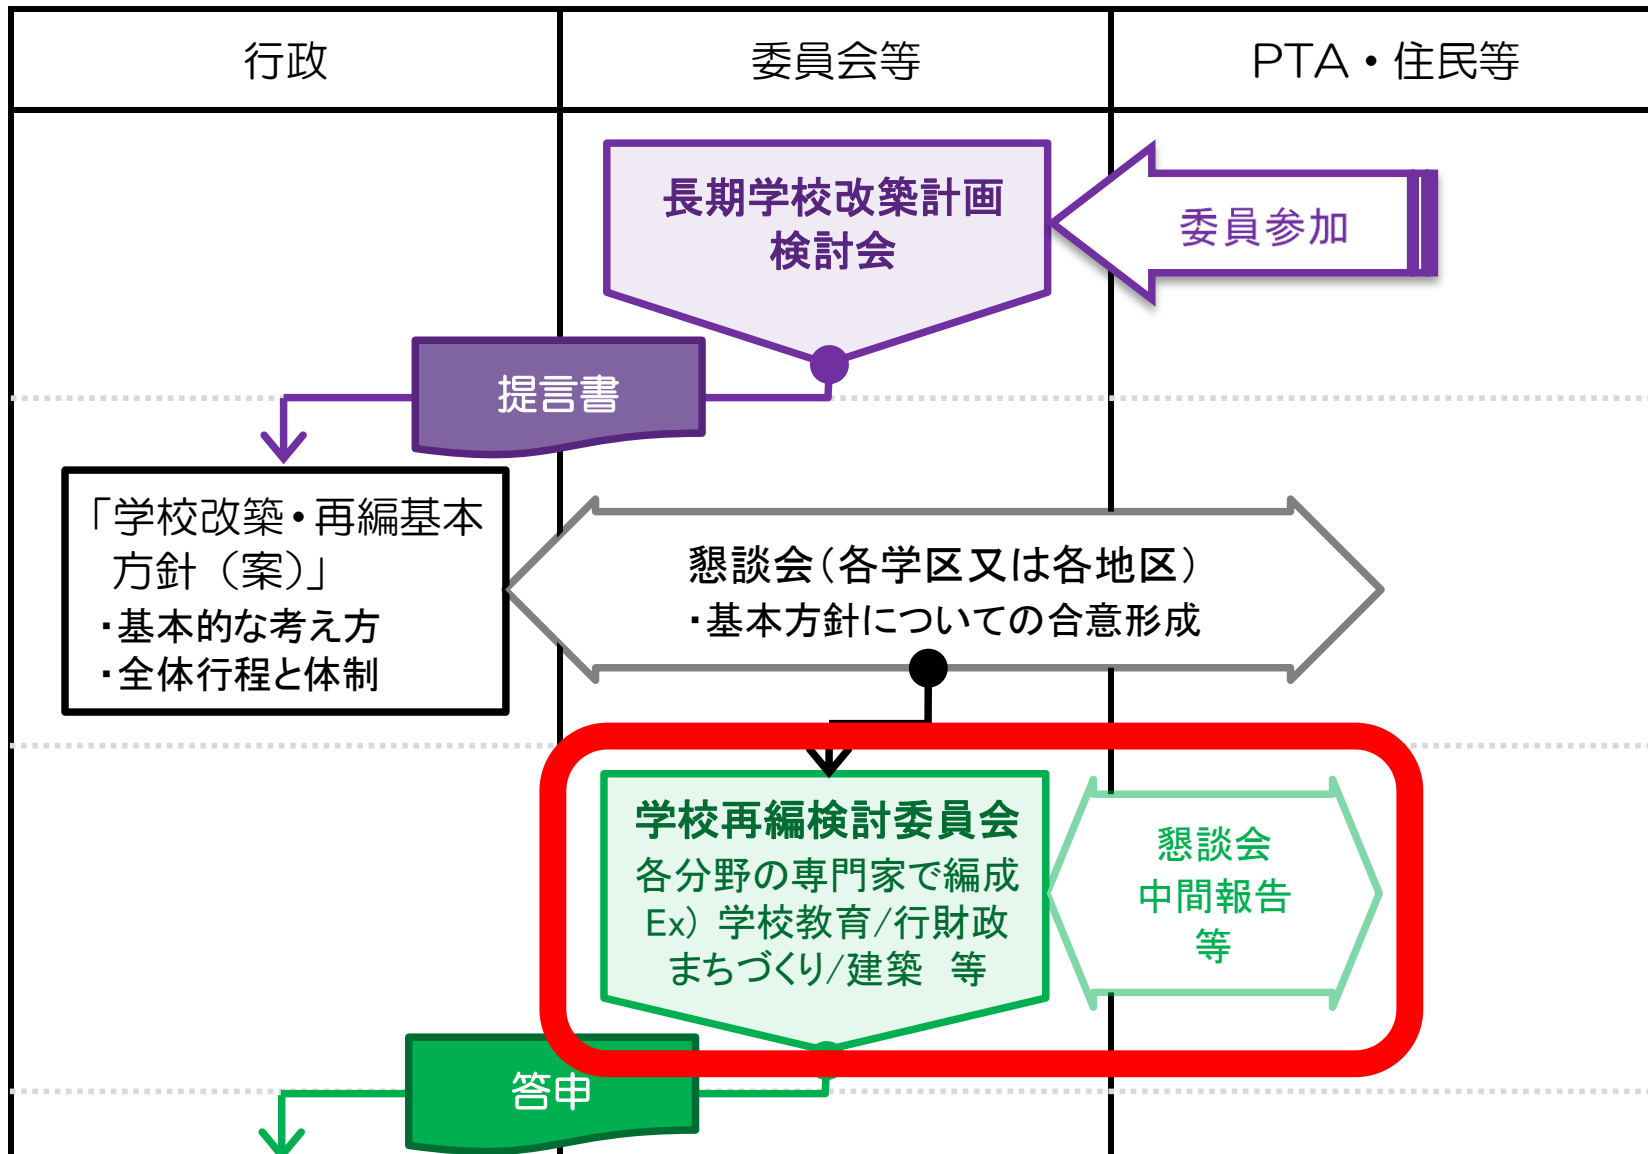 行政
委員会等
PTA・住民等
長期学校改築計画
検討会
委員参加
提言書
「学校改築・再編基本
方針（案）」
・基本的な考え方
・全体行程と体制
懇談会（各学区又は各地区）
・基本方針についての合意形成
学校再編検討委員会
各分野の専門家で編成
Ex）学校教育/行財政
まちづくり/建築　等
懇談会
中間報告
等
答申